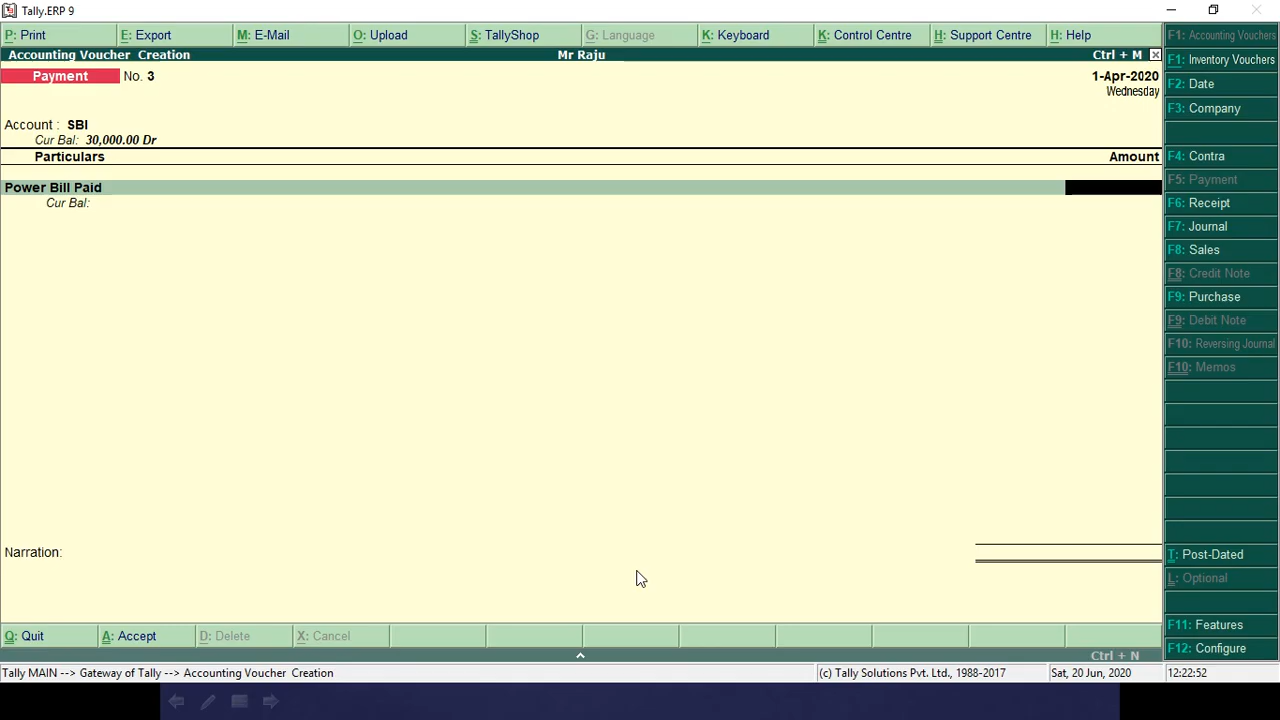 Tally.ERP 9
P: Print E: Export M: E-Mail O: Upload S: TallyShop G: Language K: Keyboard K: Control Centre H: Support Centre H: Help
Accounting Voucher Creation Mr Raju Ctrl + M
Payment No. 3 1-Apr-2020
Wednesday
Account : SBI
Cur Bal: 30,000.00 Dr
Particulars Amount
Power Bill Paid
Cur Bal:
Narration:
F1: Accounting Vouchers
F1: Inventory Vouchers
F2: Date
F3: Company
F4: Contra
F5: Payment
F6: Receipt
F7: Journal
F8: Sales
F8: Credit Note
F9: Purchase
F9: Debit Note
F10: Reversing Journal
F10: Memos
T: Post-Dated
L: Optional
F11: Features
F12: Configure
Q: Quit A: Accept D: Delete X: Cancel
Ctrl + N
Tally MAIN --> Gateway of Tally --> Accounting Voucher Creation (c) Tally Solutions Pvt. Ltd., 1988-2017 Sat, 20 Jun, 2020 12:22:52